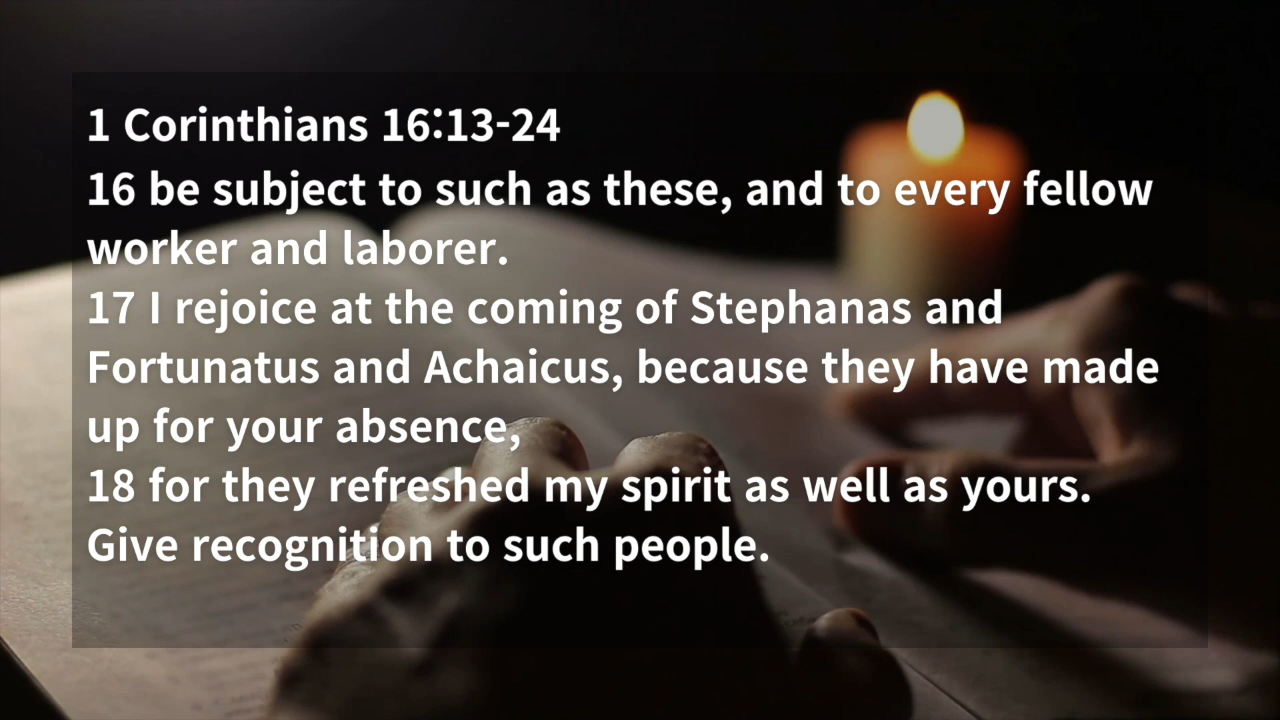 1 Corinthians 16:13-24
16 be subject to such as these, and to every fellow
worker and laborer.
17 I rejoice at the coming of Stephanas and
Fortunatus and Achaicus, because they have made
up for your absence,
18 for they refreshed my spirit as well as yours.
Give recognition to such people.